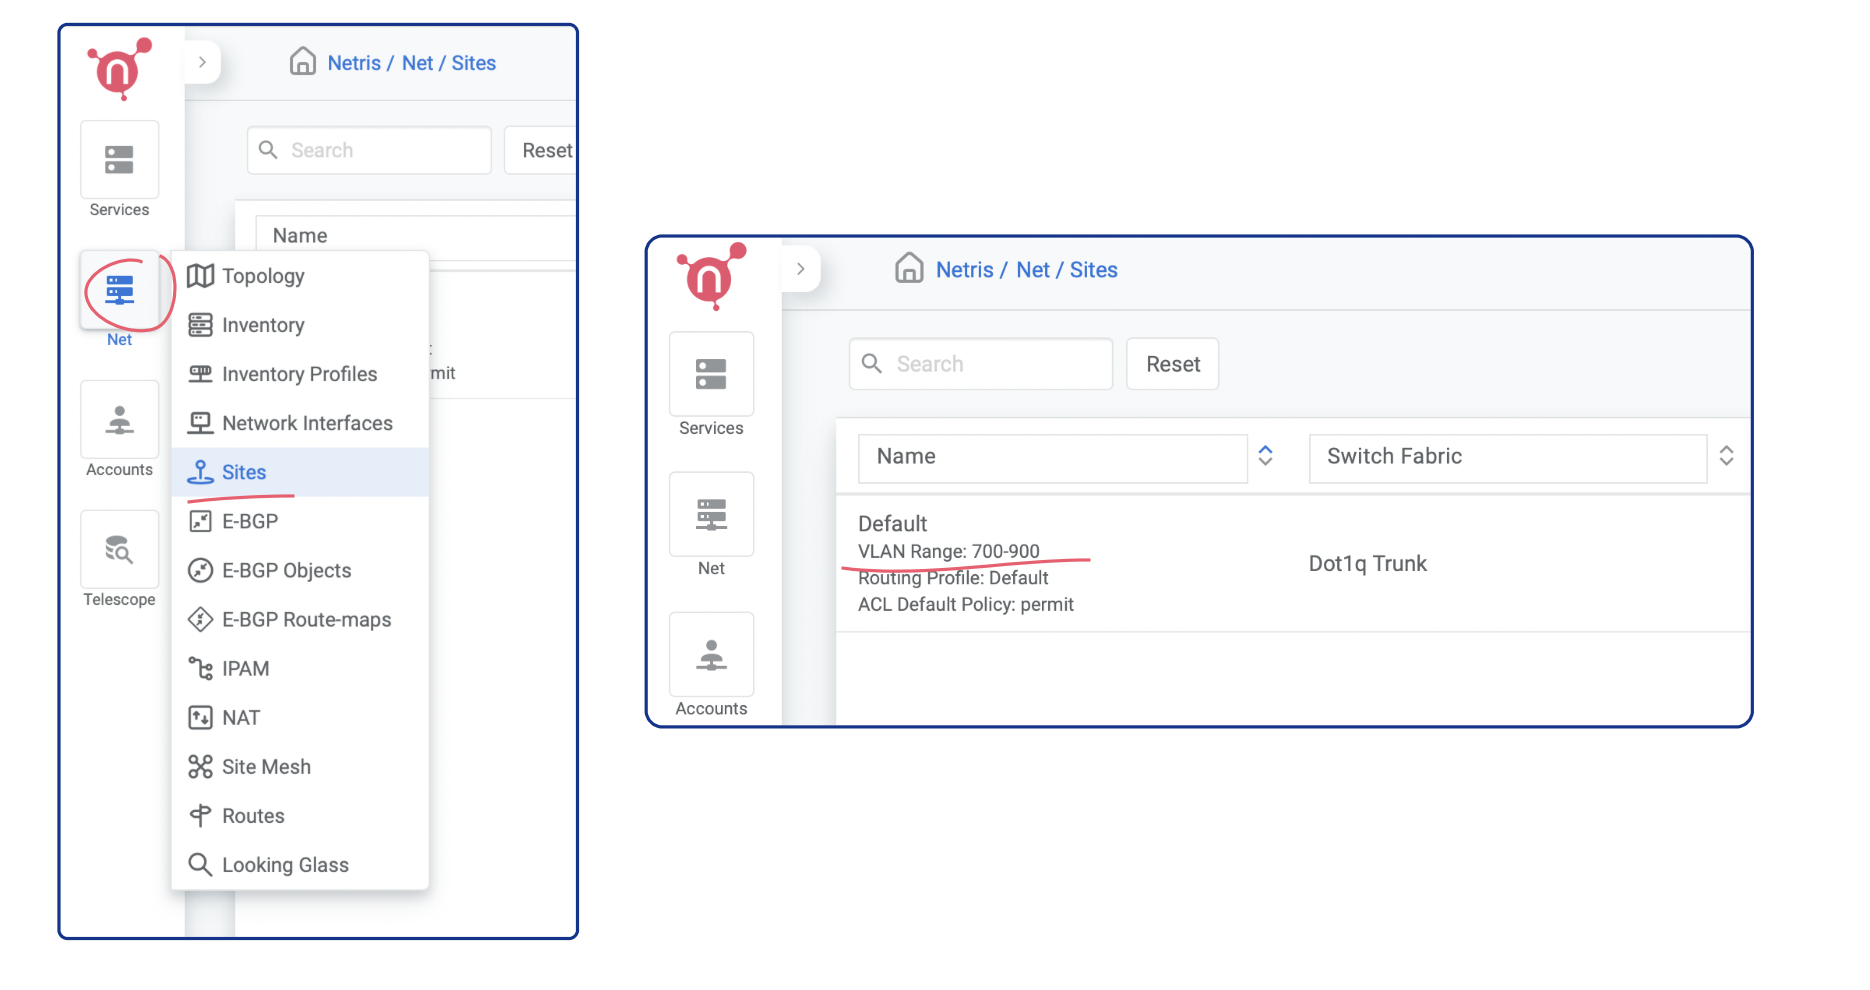 Netris / Net / Sites
Search
Reset
Services
Name
Net
Topology
Inventory
Inventory Profiles
mit
Network Interfaces
Accounts
Sites
E-BGP
E-BGP Objects
Telescope
E-BGP Route-maps
IPAM
NAT
Site Mesh
Routes
Looking Glass
Netris / Net / Sites
Search
Reset
Services
Name
Switch Fabric
Default
VLAN Range: 700-900
Routing Profile: Default
ACL Default Policy: permit
Dot1q Trunk
Net
Accounts